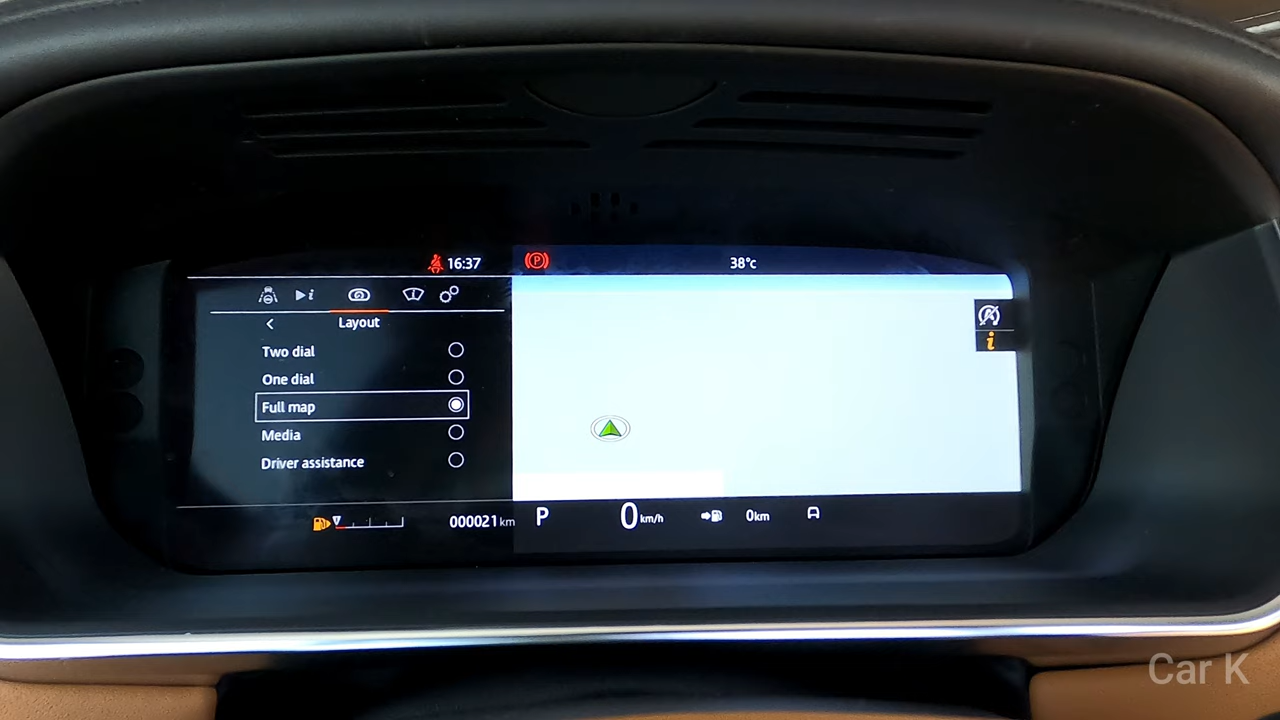 16:37
38°c
Layout
Two dial
One dial
Full map
Media
Driver assistance
000021 km
P
0 km/h
0km
Car K